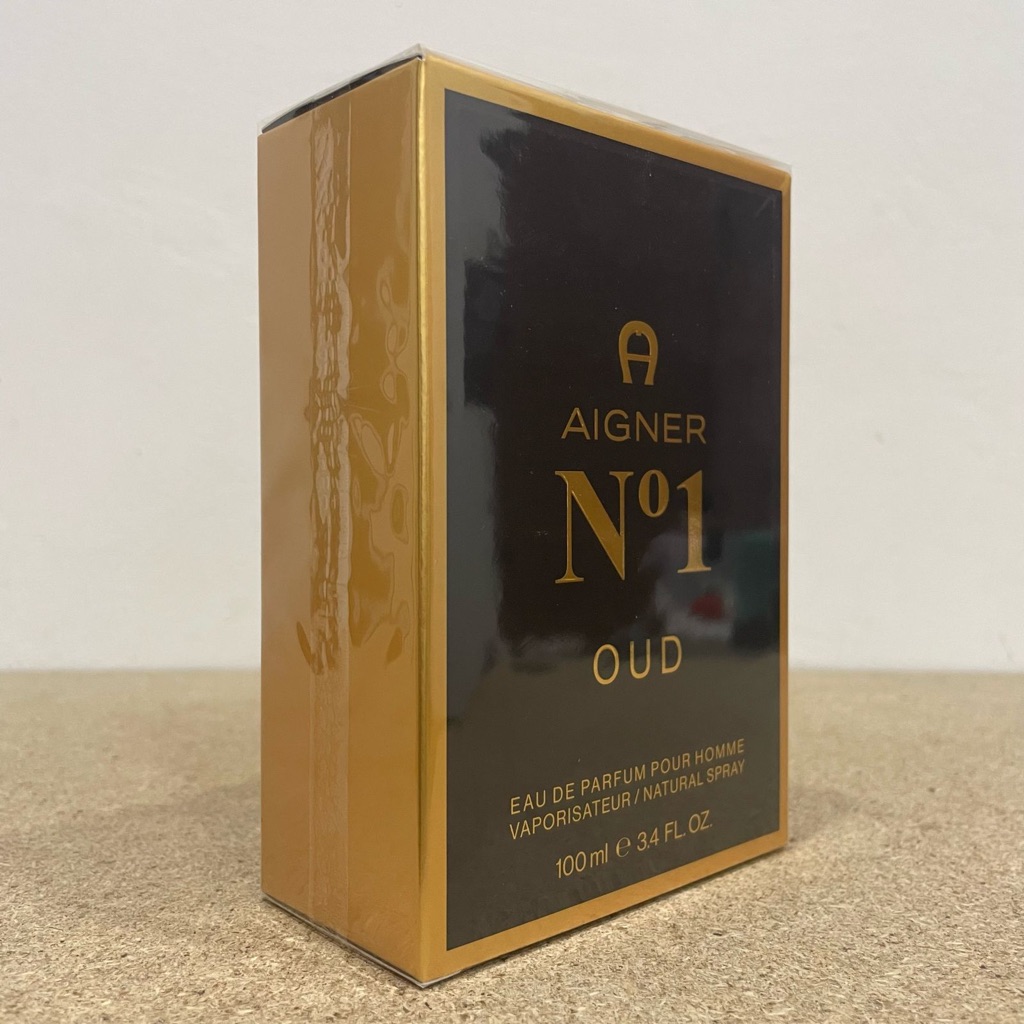 AIGNER
Nº1
OUD
EAU DE PARFUM POUR HOMME
VAPORISATEUR / NATURAL SPRAY
100 ml ℮ 3.4 FL. OZ.